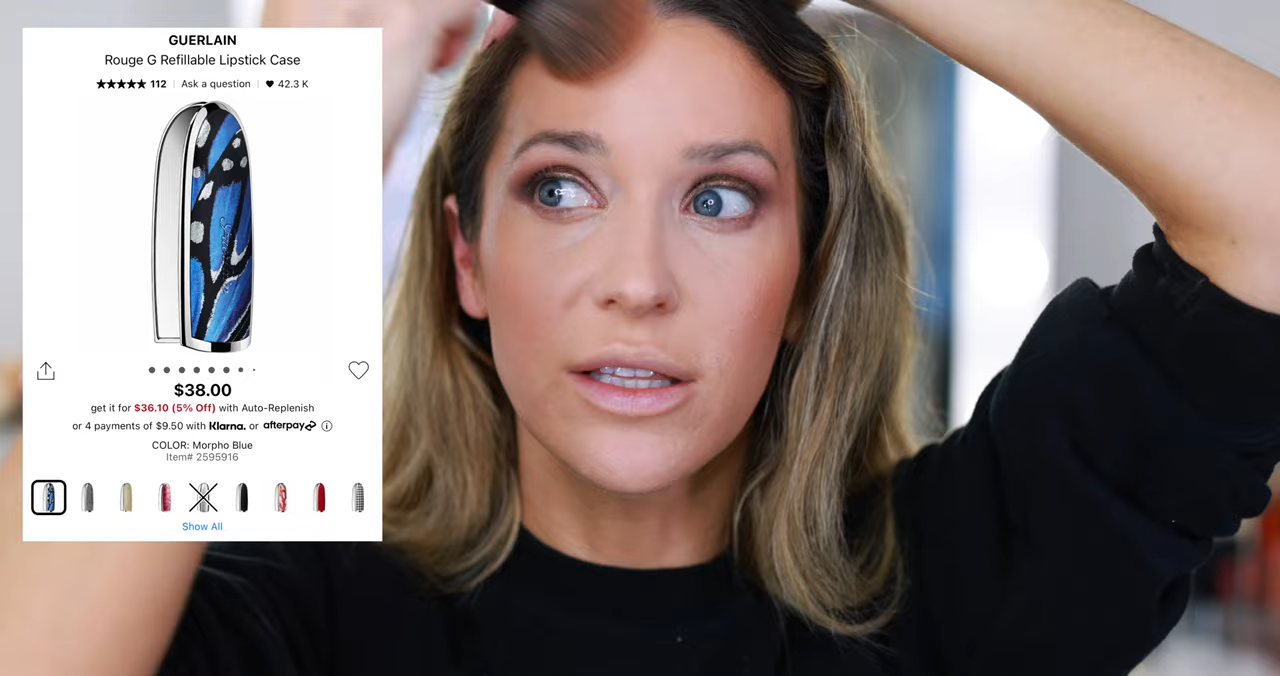 GUERLAIN
Rouge G Refillable Lipstick Case
★★★★★ 112 | Ask a question | ♥ 42.3 K
$38.00
get it for $36.10 (5% Off) with Auto-Replenish
or 4 payments of $9.50 with Klarna. or afterpay ⓘ
COLOR: Morpho Blue
Item# 2595916
Show All